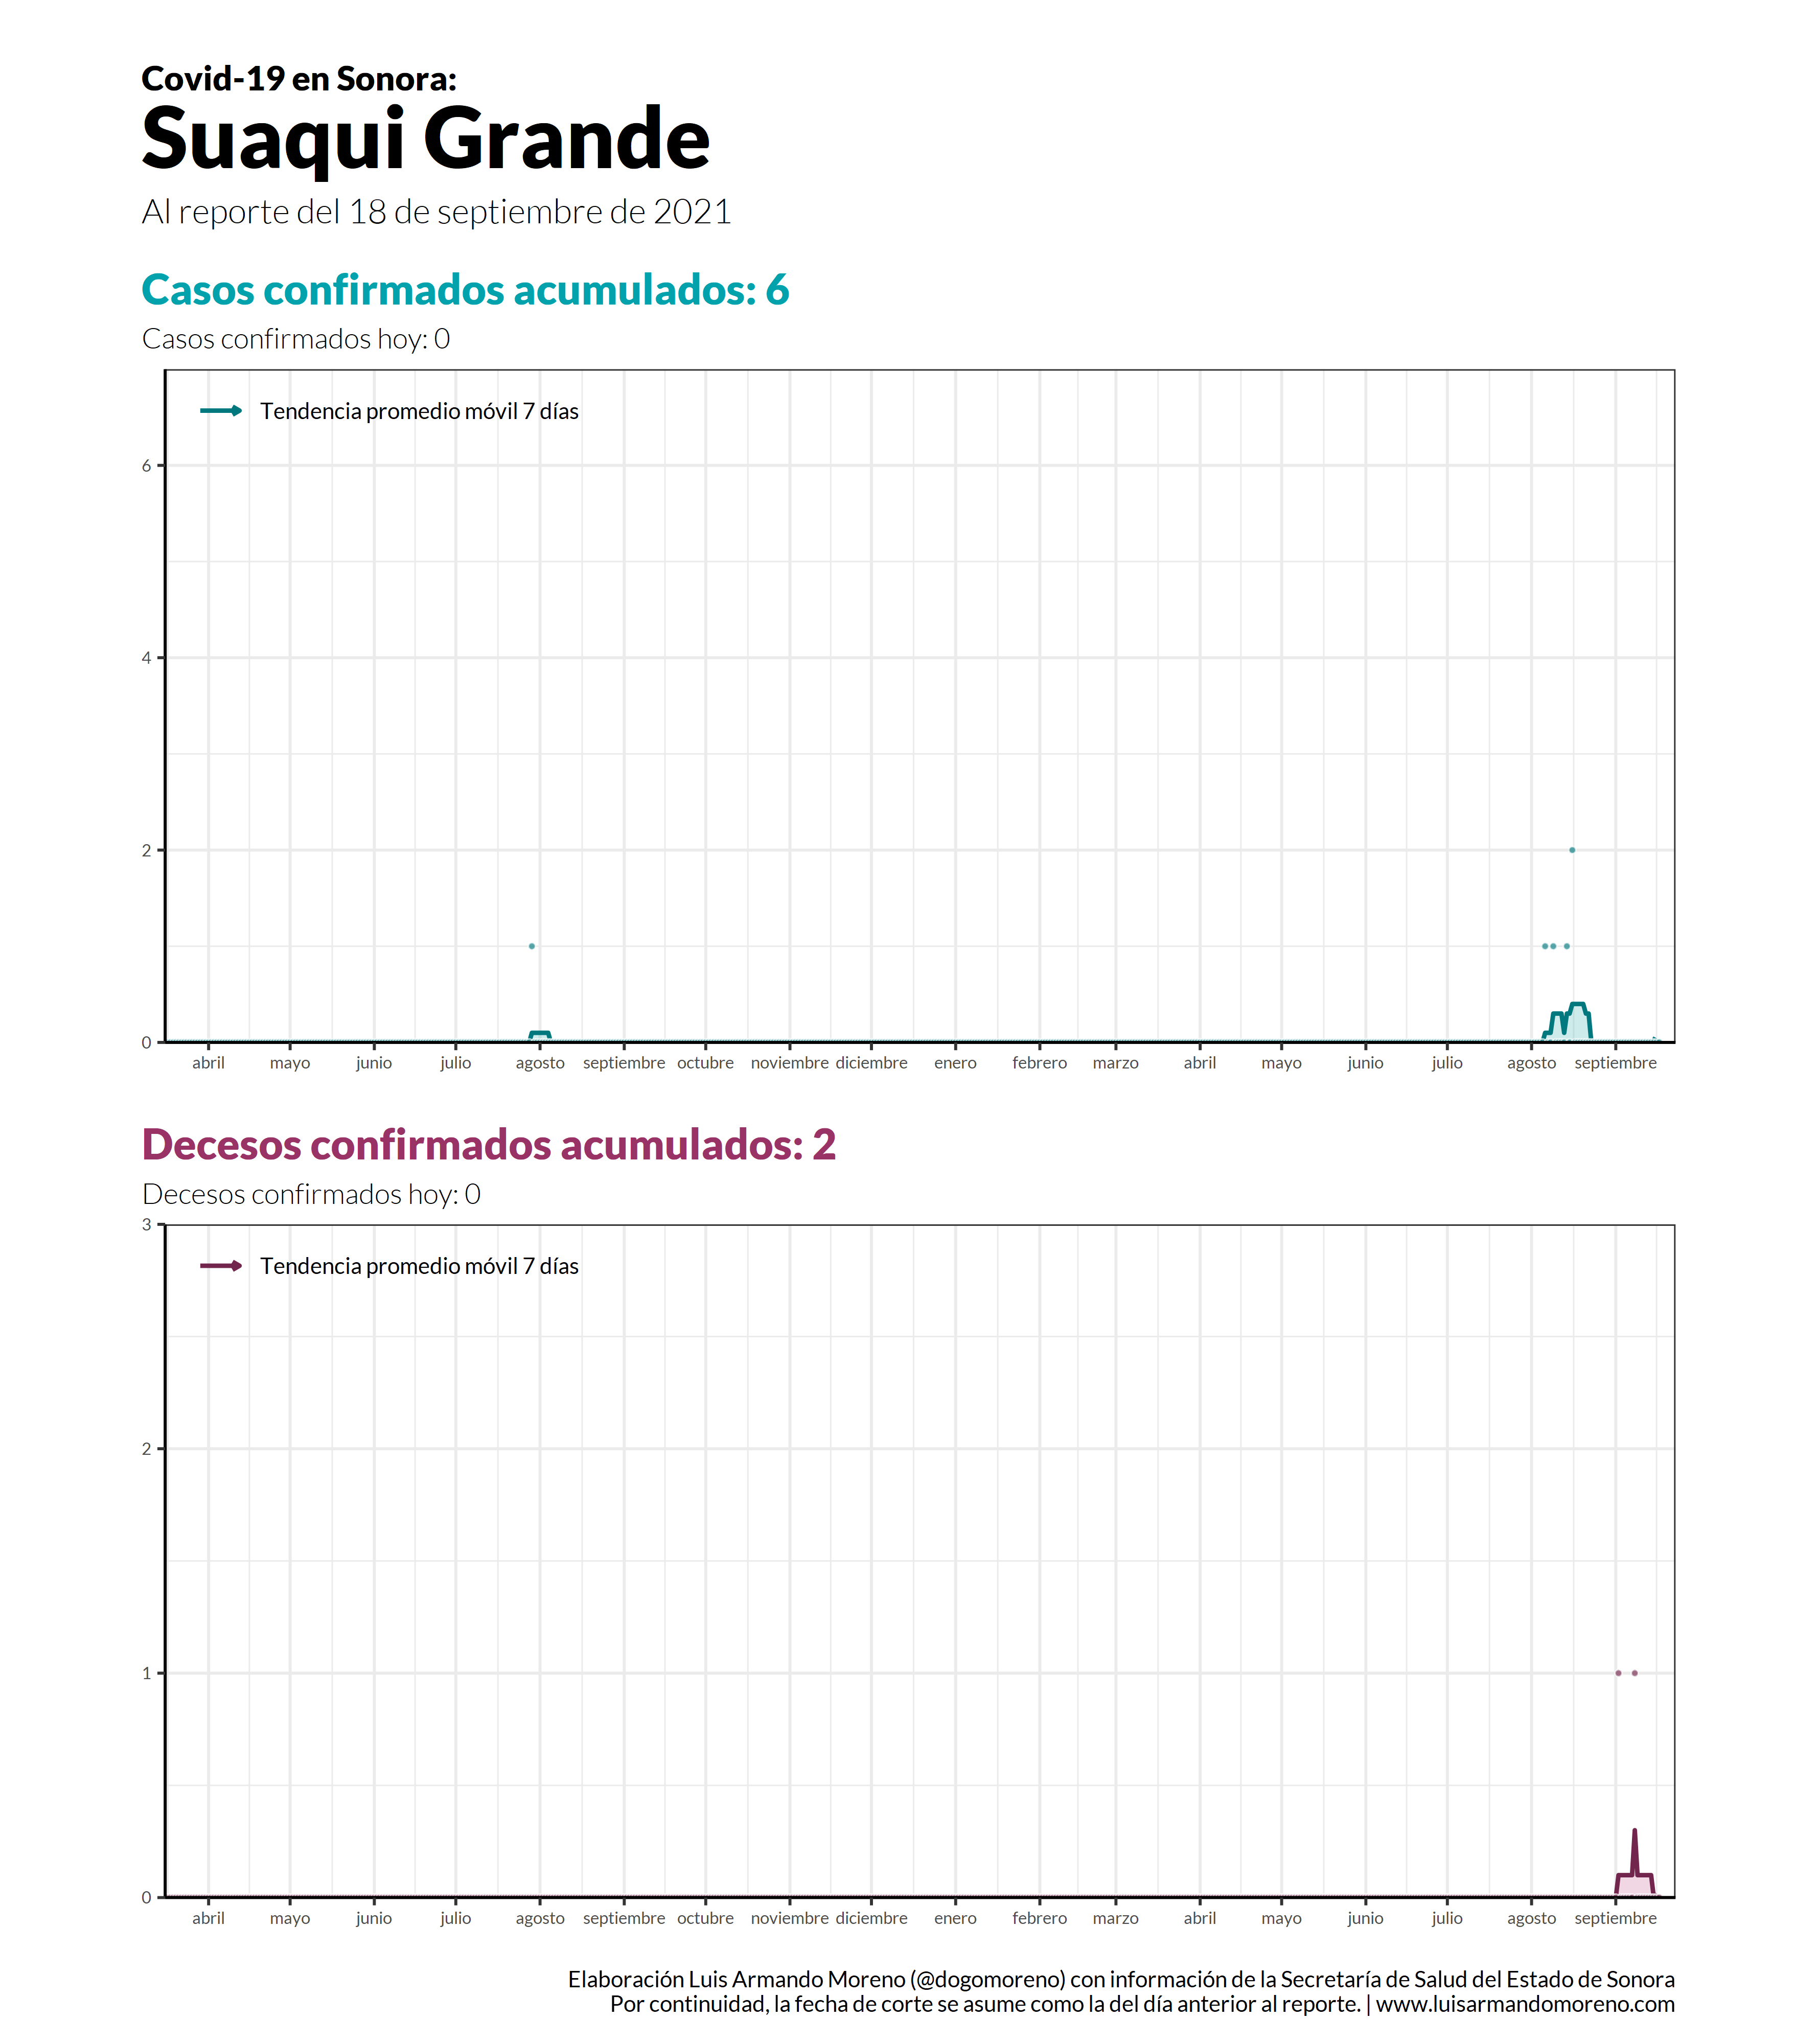 Covid-19 en Sonora:
Suaqui Grande
Al reporte del 18 de septiembre de 2021
Casos confirmados acumulados: 6
Casos confirmados hoy: 0
Tendencia promedio móvil 7 días
6
4
2
0
abril mayo junio julio agosto septiembre octubre noviembre diciembre enero febrero marzo abril mayo junio julio agosto septiembre
Decesos confirmados acumulados: 2
Decesos confirmados hoy: 0
3
Tendencia promedio móvil 7 días
2
1
0
abril mayo junio julio agosto septiembre octubre noviembre diciembre enero febrero marzo abril mayo junio julio agosto septiembre
Elaboración Luis Armando Moreno (@dogomoreno) con información de la Secretaría de Salud del Estado de Sonora
Por continuidad, la fecha de corte se asume como la del día anterior al reporte. | www.luisarmandomoreno.com